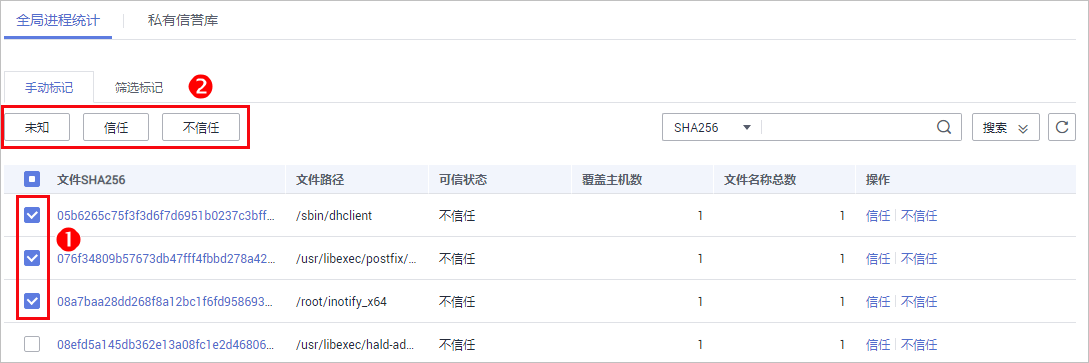 全局进程统计 私有信誉库
手动标记 筛选标记 2
未知 信任 不信任 SHA256 搜索
文件SHA256 文件路径 可信状态 覆盖主机数 文件名称总数 操作
05b6265c75f3f3d6f7d6951b0237c3bff... /sbin/dhclient 不信任 1 1 信任 不信任
1
076f34809b57673db47fff4fbbd278a42... /usr/libexec/postfix/... 不信任 1 1 信任 不信任
08a7baa28dd268f8a12bc1f6fd958693... /root/inotify_x64 不信任 1 1 信任 不信任
08efd5a145db362e13a08fc1e2d46806... /usr/libexec/hald-ad... 不信任 1 1 信任 不信任